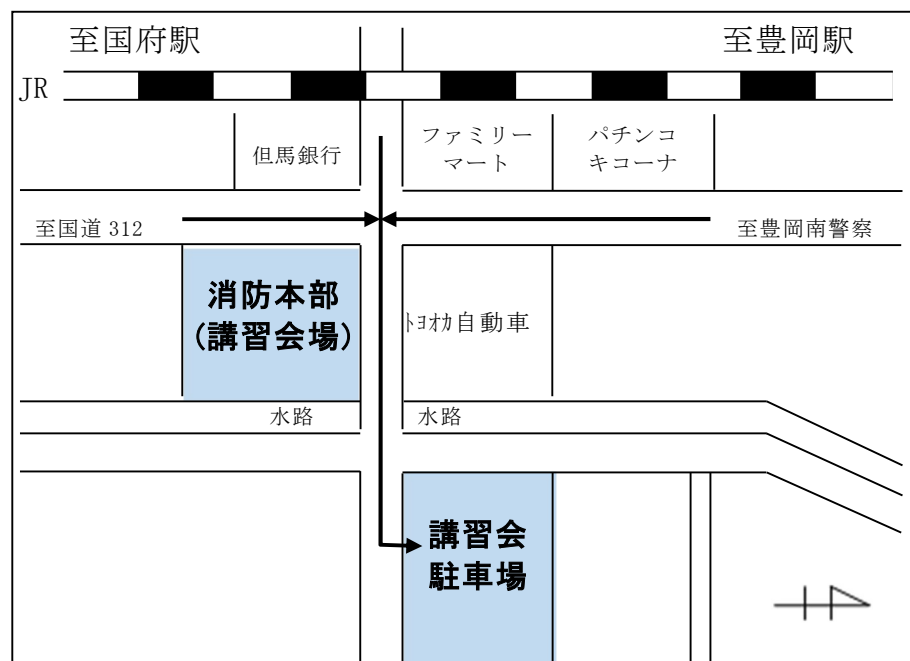 至国府駅
至豊岡駅
JR
但馬銀行
ファミリー
マート
パチンコ
キコーナ
至国道 312
至豊岡南警察
消防本部
(講習会場)
ﾄﾖｵｶ自動車
水路
水路
講習会
駐車場